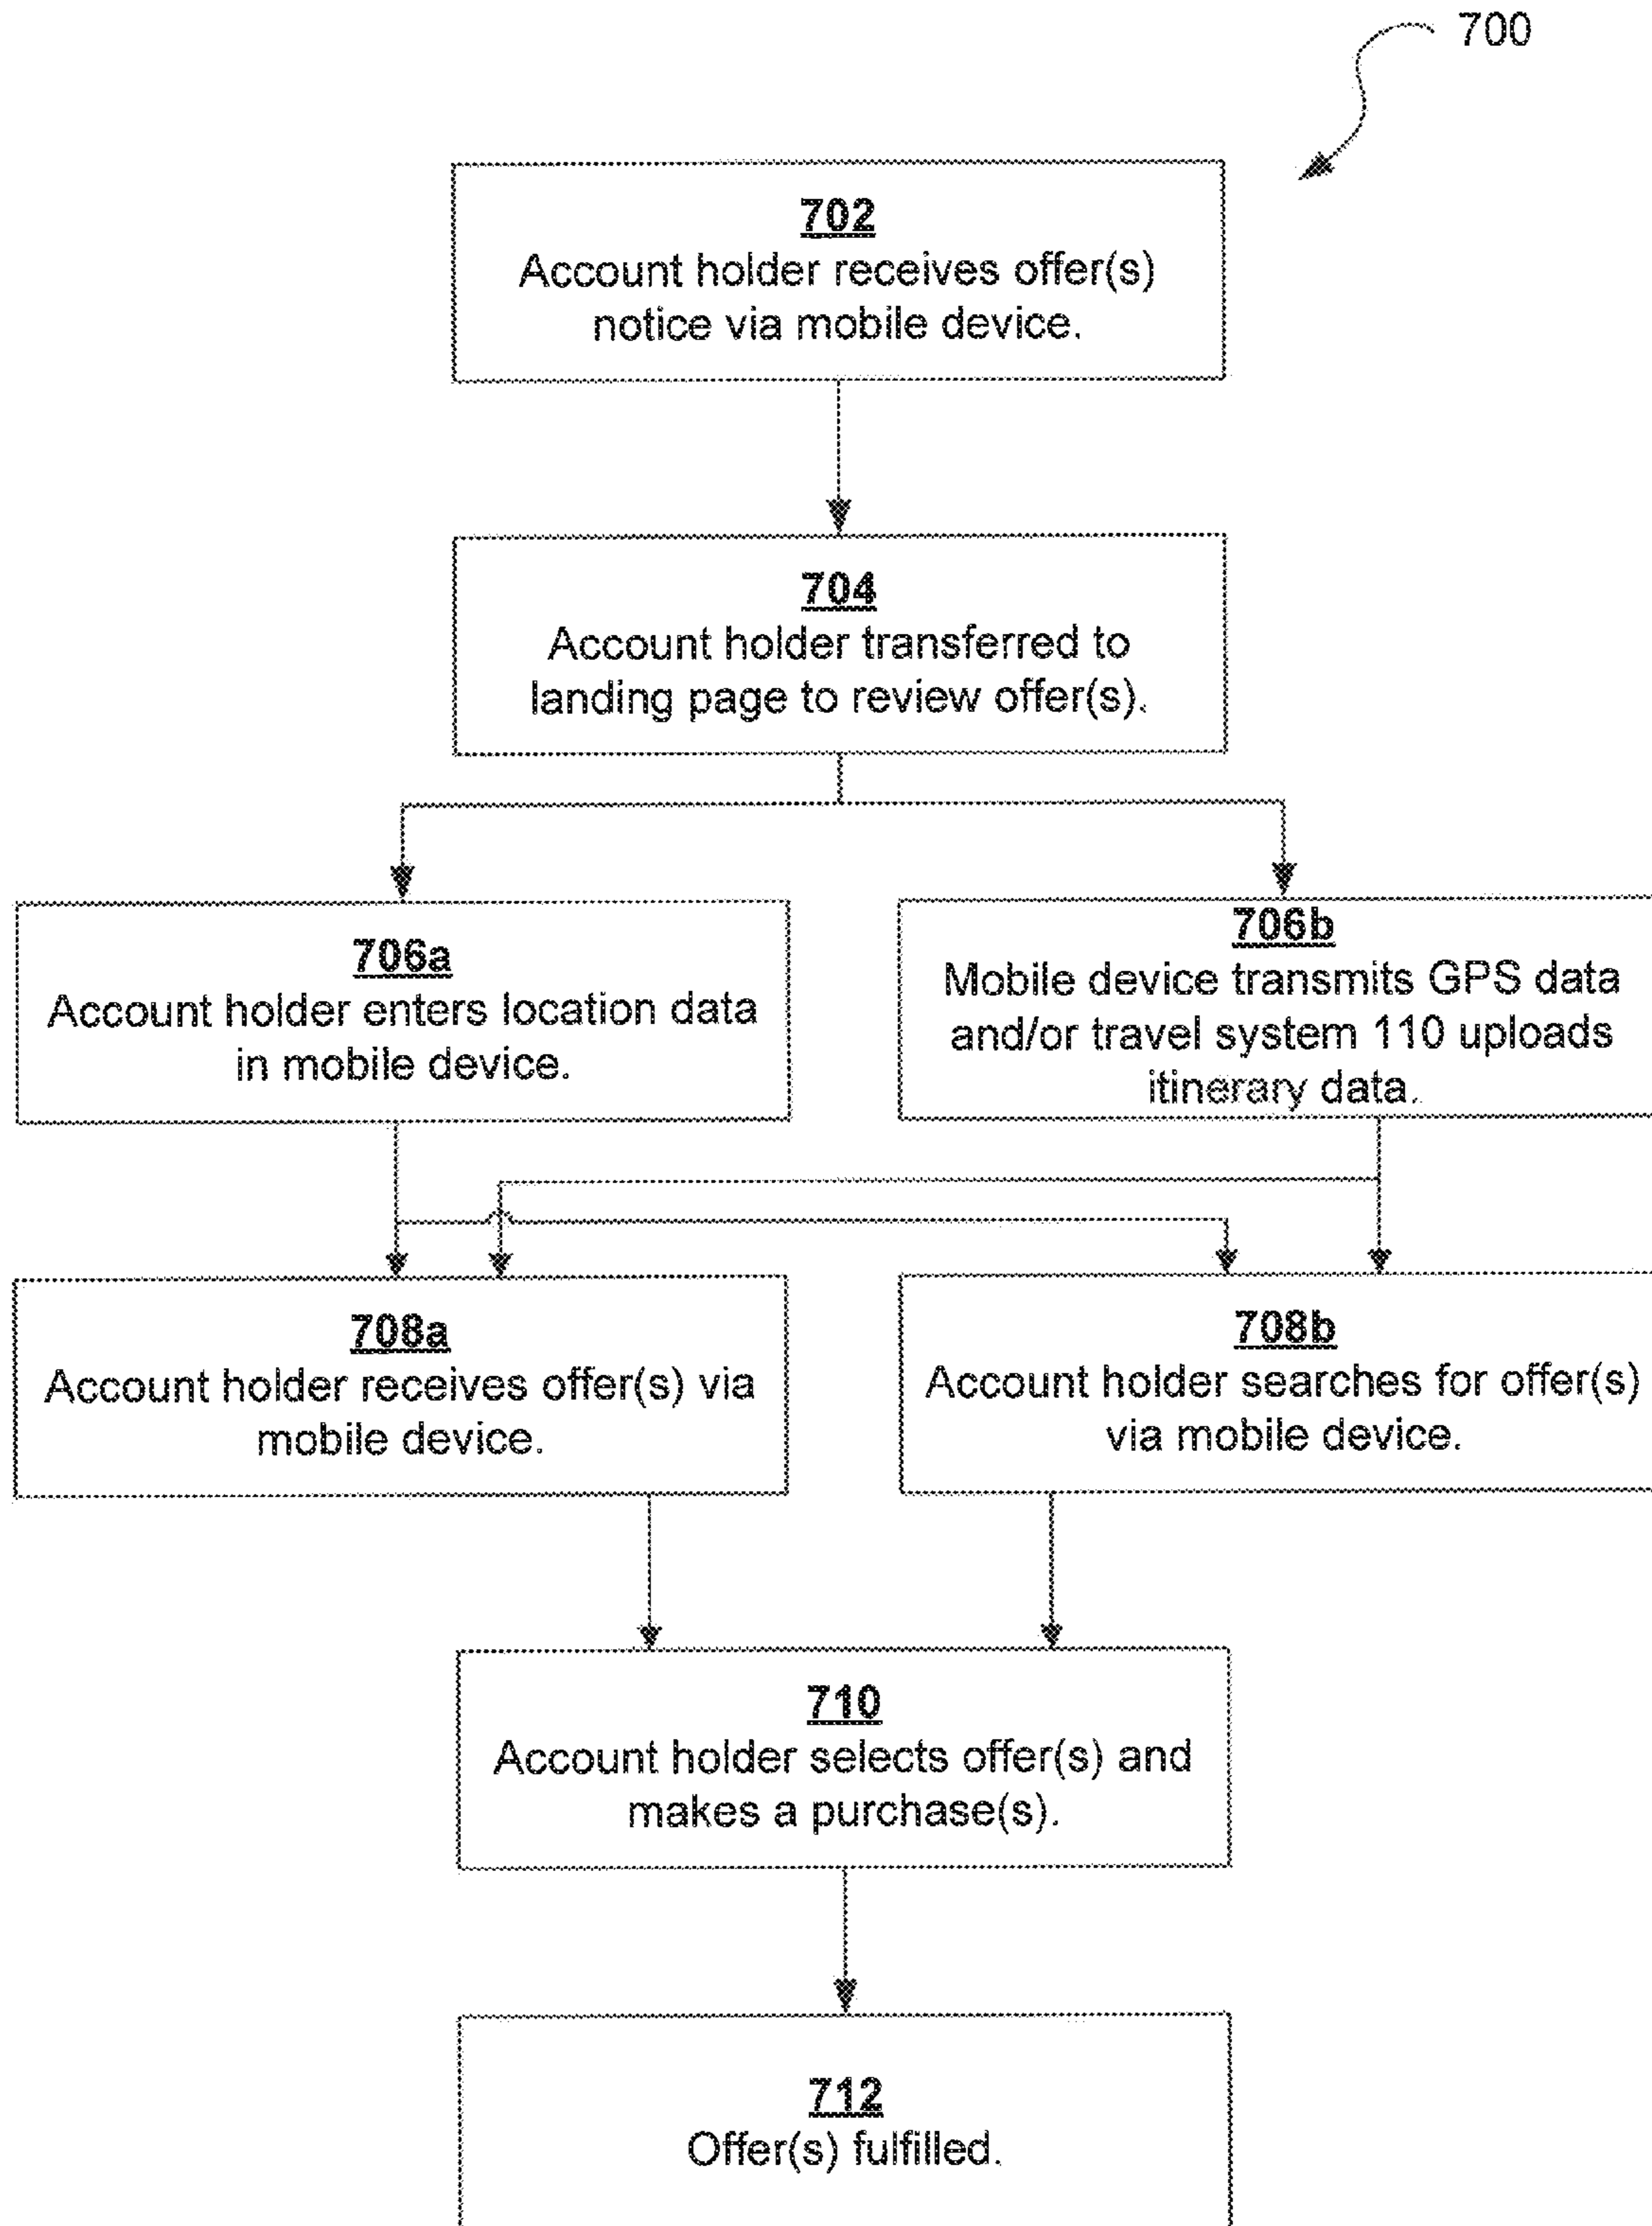 700
702
Account holder receives offer(s)
notice via mobile device.
704
Account holder transferred to
landing page to review offer(s).
706a
Account holder enters location data
in mobile device.
706b
Mobile device transmits GPS data
and/or travel system 110 uploads
itinerary data.
708a
Account holder receives offer(s) via
mobile device.
708b
Account holder searches for offer(s)
via mobile device.
710
Account holder selects offer(s) and
makes a purchase(s).
712
Offer(s) fulfilled.